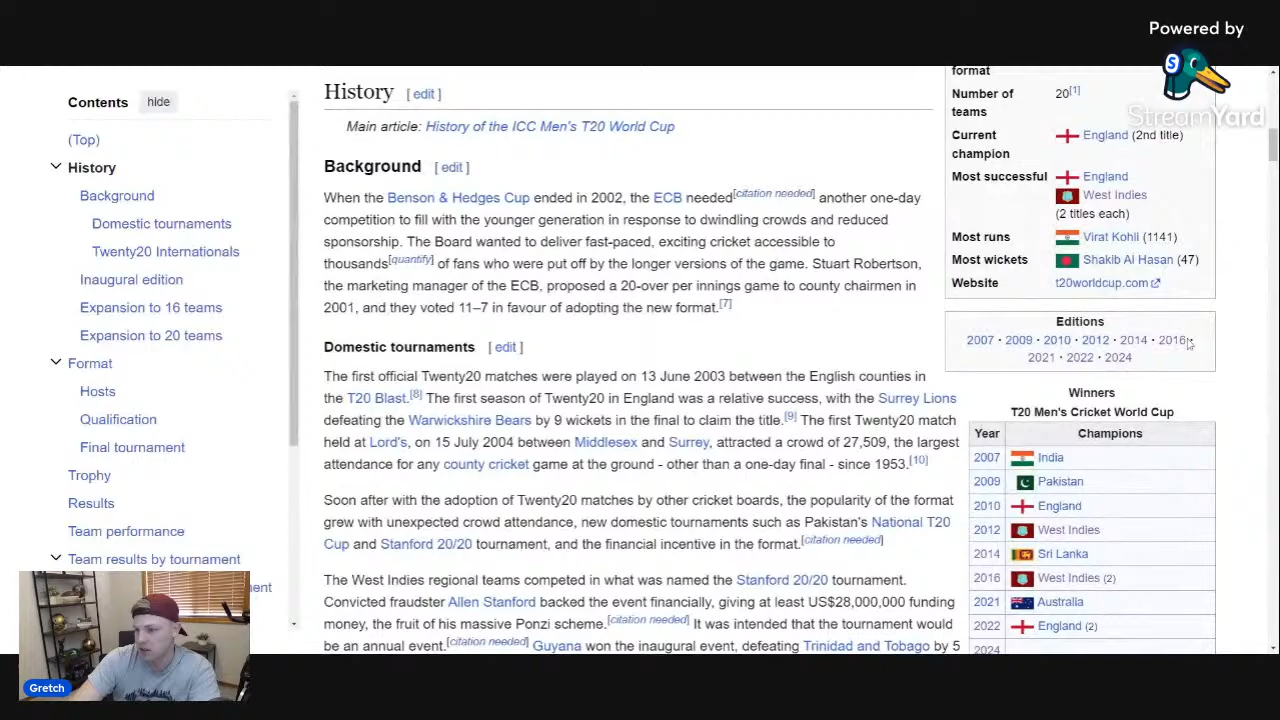 Powered by
S
StreamYard
Contents hide
(Top)
History
Background
Domestic tournaments
Twenty20 Internationals
Inaugural edition
Expansion to 16 teams
Expansion to 20 teams
Format
Hosts
Qualification
Final tournament
Trophy
Results
Team performance
Team results by tournament
History [ edit ]
Main article: History of the ICC Men's T20 World Cup
Background [ edit ]
When the Benson & Hedges Cup ended in 2002, the ECB needed[citation needed] another one-day
competition to fill with the younger generation in response to dwindling crowds and reduced
sponsorship. The Board wanted to deliver fast-paced, exciting cricket accessible to
thousands[quantify] of fans who were put off by the longer versions of the game. Stuart Robertson,
the marketing manager of the ECB, proposed a 20-over per innings game to county chairmen in
2001, and they voted 11–7 in favour of adopting the new format.[7]
Domestic tournaments [ edit ]
The first official Twenty20 matches were played on 13 June 2003 between the English counties in
the T20 Blast.[8] The first season of Twenty20 in England was a relative success, with the Surrey Lions
defeating the Warwickshire Bears by 9 wickets in the final to claim the title.[9] The first Twenty20 match
held at Lord's, on 15 July 2004 between Middlesex and Surrey, attracted a crowd of 27,509, the largest
attendance for any county cricket game at the ground - other than a one-day final - since 1953.[10]
Soon after with the adoption of Twenty20 matches by other cricket boards, the popularity of the format
grew with unexpected crowd attendance, new domestic tournaments such as Pakistan's National T20
Cup and Stanford 20/20 tournament, and the financial incentive in the format.[citation needed]
The West Indies regional teams competed in what was named the Stanford 20/20 tournament.
Convicted fraudster Allen Stanford backed the event financially, giving at least US$28,000,000 funding
money, the fruit of his massive Ponzi scheme.[citation needed] It was intended that the tournament would
be an annual event.[citation needed] Guyana won the inaugural event, defeating Trinidad and Tobago by 5
format
Number of teams 20[1]
Current champion England (2nd title)
Most successful England
West Indies
(2 titles each)
Most runs Virat Kohli (1141)
Most wickets Shakib Al Hasan (47)
Website t20worldcup.com
Editions
2007 · 2009 · 2010 · 2012 · 2014 · 2016 ·
2021 · 2022 · 2024
Winners
T20 Men's Cricket World Cup
Year Champions
2007 India
2009 Pakistan
2010 England
2012 West Indies
2014 Sri Lanka
2016 West Indies (2)
2021 Australia
2022 England (2)
2024
Gretch